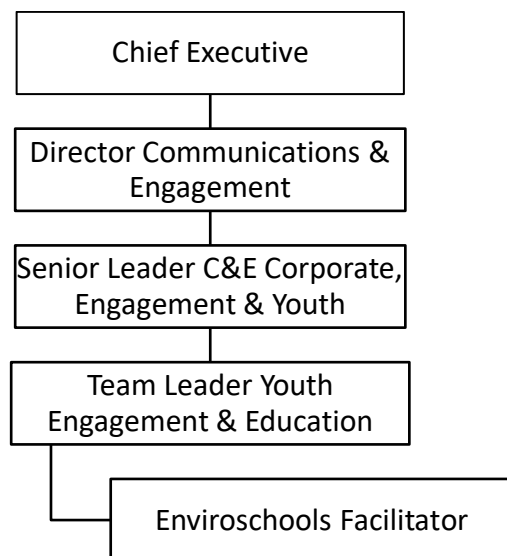 Chief Executive
Director Communications &
Engagement
Senior Leader C&E Corporate,
Engagement & Youth
Team Leader Youth
Engagement & Education
Enviroschools Facilitator